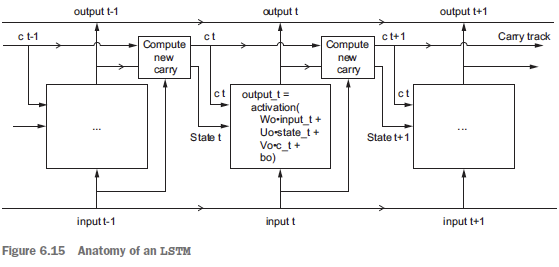 output t-1
output t
output t+1
c t-1
c t
c t+1
Carry track
Compute
new
carry
Compute
new
carry
c t
c t
output_t =
activation(
Wo•input_t +
Uo•state_t +
Vo•c_t +
bo)
...
...
State t
State t+1
input t-1
input t
input t+1
Figure 6.15 Anatomy of an LSTM